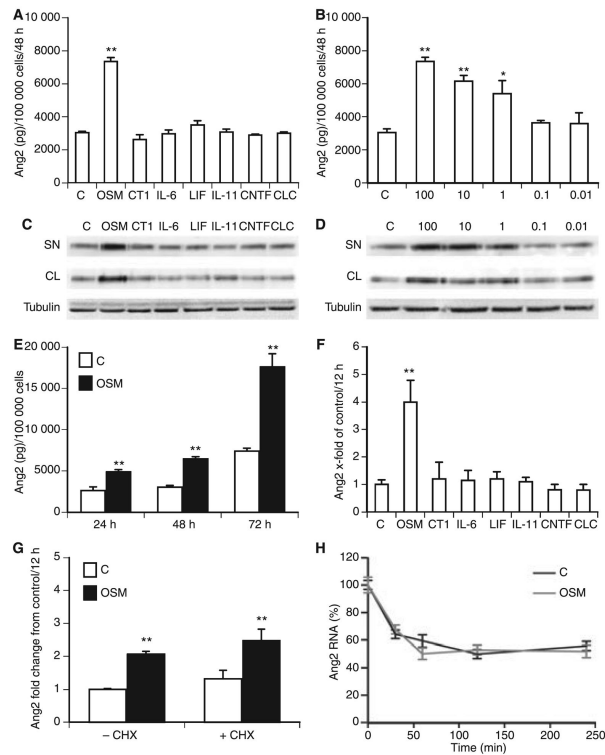 A
Ang2 (pg)/100 000 cells/48 h
10 000
8000
6000
4000
2000
0
**
C OSM CT1 IL-6 LIF IL-11 CNTF CLC
B
Ang2 (pg)/100 000 cells/48 h
10 000
8000
6000
4000
2000
0
** ** *
C 100 10 1 0.1 0.01
C
C OSM CT1 IL-6 LIF IL-11 CNTF CLC
SN
CL
Tubulin
D
C 100 10 1 0.1 0.01
SN
CL
Tubulin
E
Ang2 (pg)/100 000 cells
20 000
15 000
10 000
5000
0
C
OSM
** ** **
24 h 48 h 72 h
F
Ang2 x-fold of control/12 h
6
5
4
3
2
1
0
**
C OSM CT1 IL-6 LIF IL-11 CNTF CLC
G
Ang2 fold change from control/12 h
5
4
3
2
1
0
C
OSM
** **
– CHX + CHX
H
Ang2 RNA (%)
120
100
80
60
40
20
0
C
OSM
0 50 100 150 200 250
Time (min)